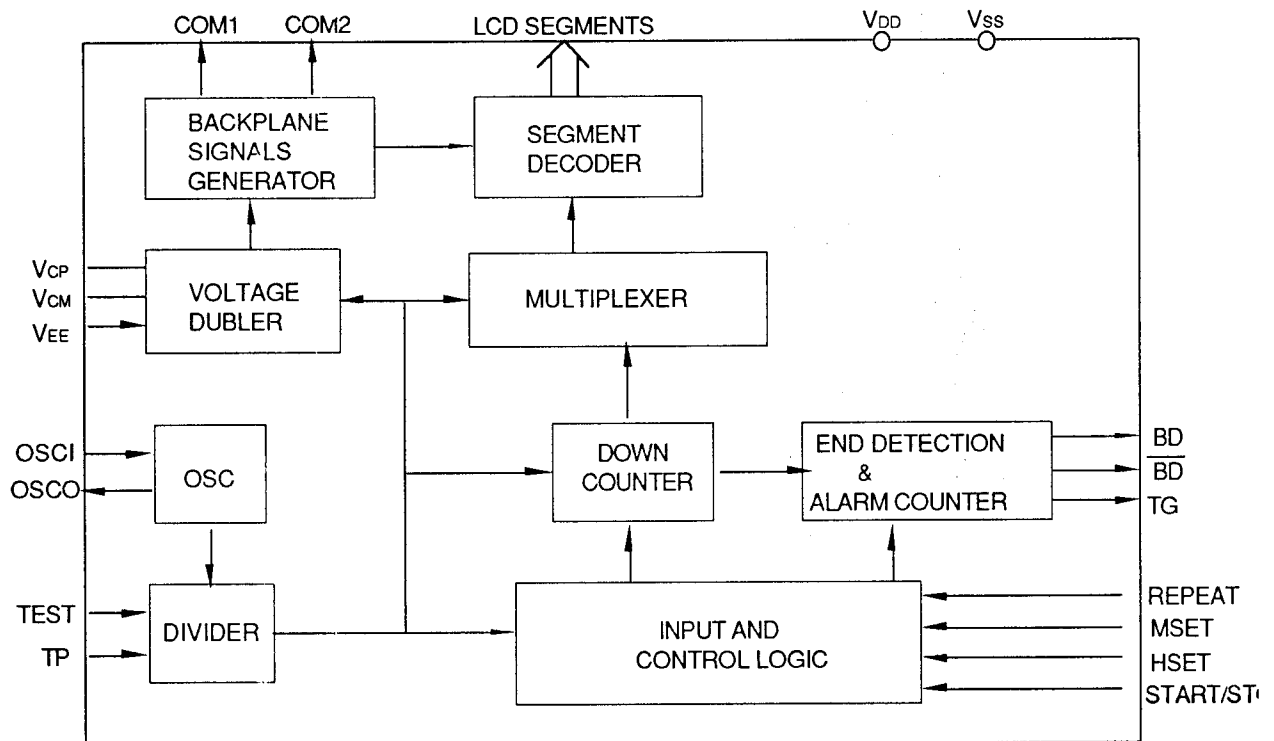 COM1 COM2 LCD SEGMENTS VDD VSS
BACKPLANE
SIGNALS
GENERATOR
SEGMENT
DECODER
VCP
VCM
VEE
VOLTAGE
DUBLER
MULTIPLEXER
OSCI
OSCO
OSC
DOWN
COUNTER
END DETECTION
&
ALARM COUNTER
BD
BD
TG
TEST
TP
DIVIDER
INPUT AND
CONTROL LOGIC
REPEAT
MSET
HSET
START/ST